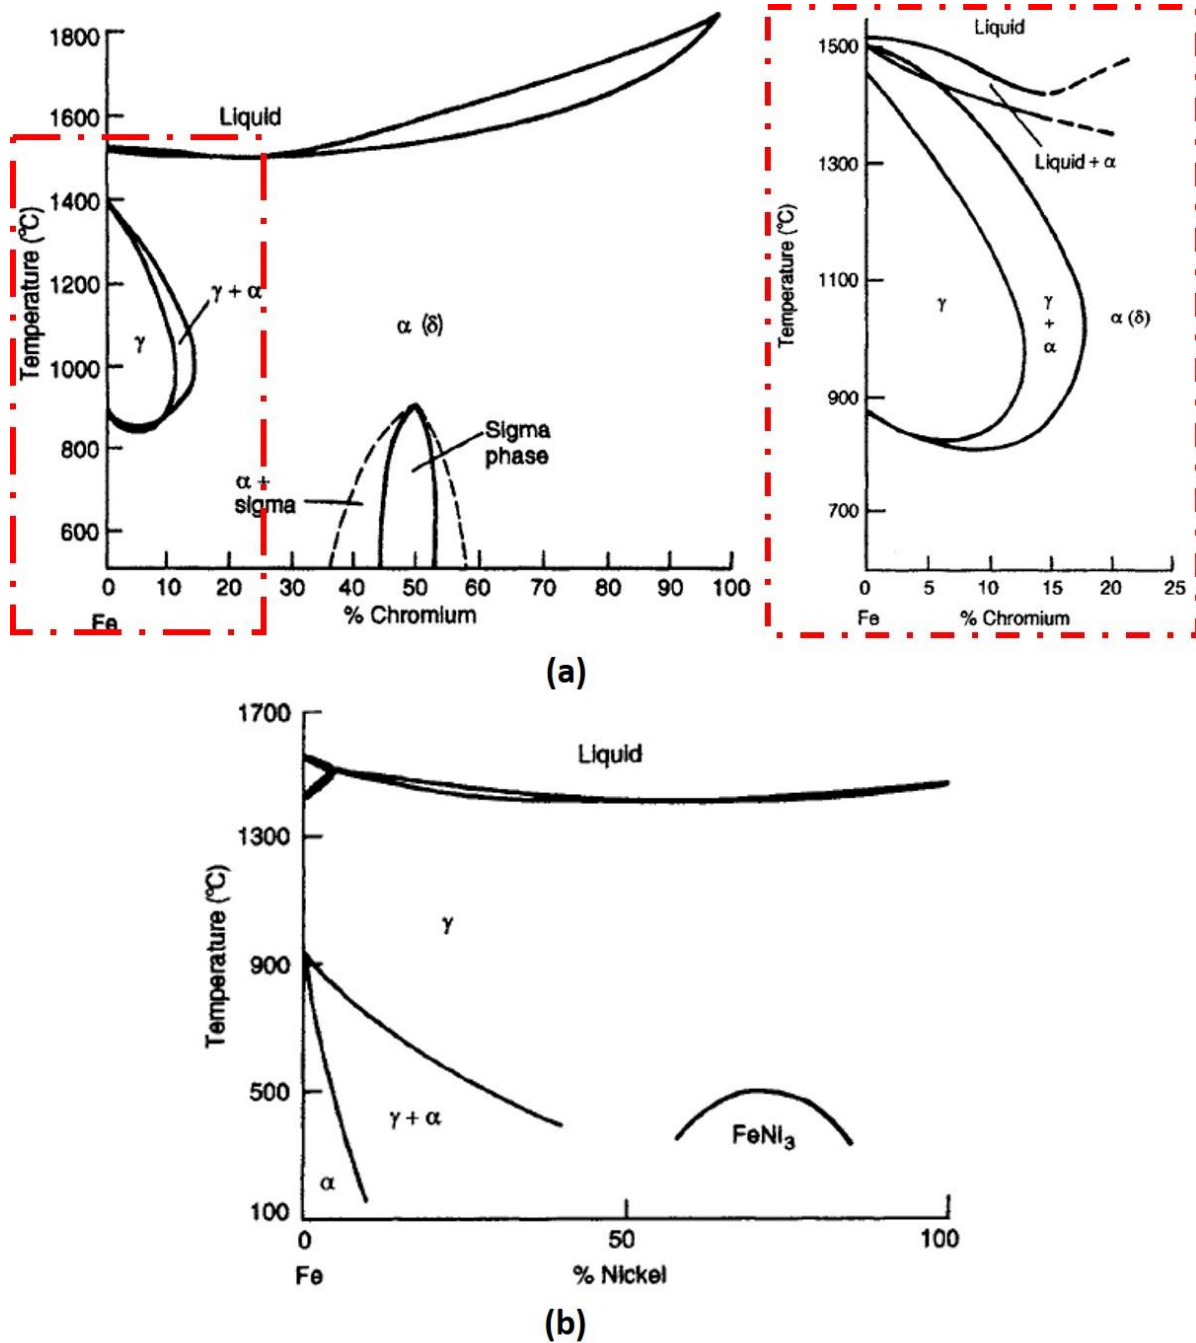 1800
1600
1400
1200
1000
800
600
Temperature (°C)
Liquid
γ + α
γ
α (δ)
Sigma
phase
α +
sigma
0 10 20 30 40 50 60 70 80 90 100
Fe
% Chromium
1500
1300
1100
900
700
Temperature (°C)
Liquid
Liquid + α
γ
γ
+
α
α (δ)
0 5 10 15 20 25
Fe % Chromium
(a)
1700
1300
900
500
100
Temperature (°C)
Liquid
γ
γ + α
α
FeNi₃
0 50 100
Fe % Nickel
(b)